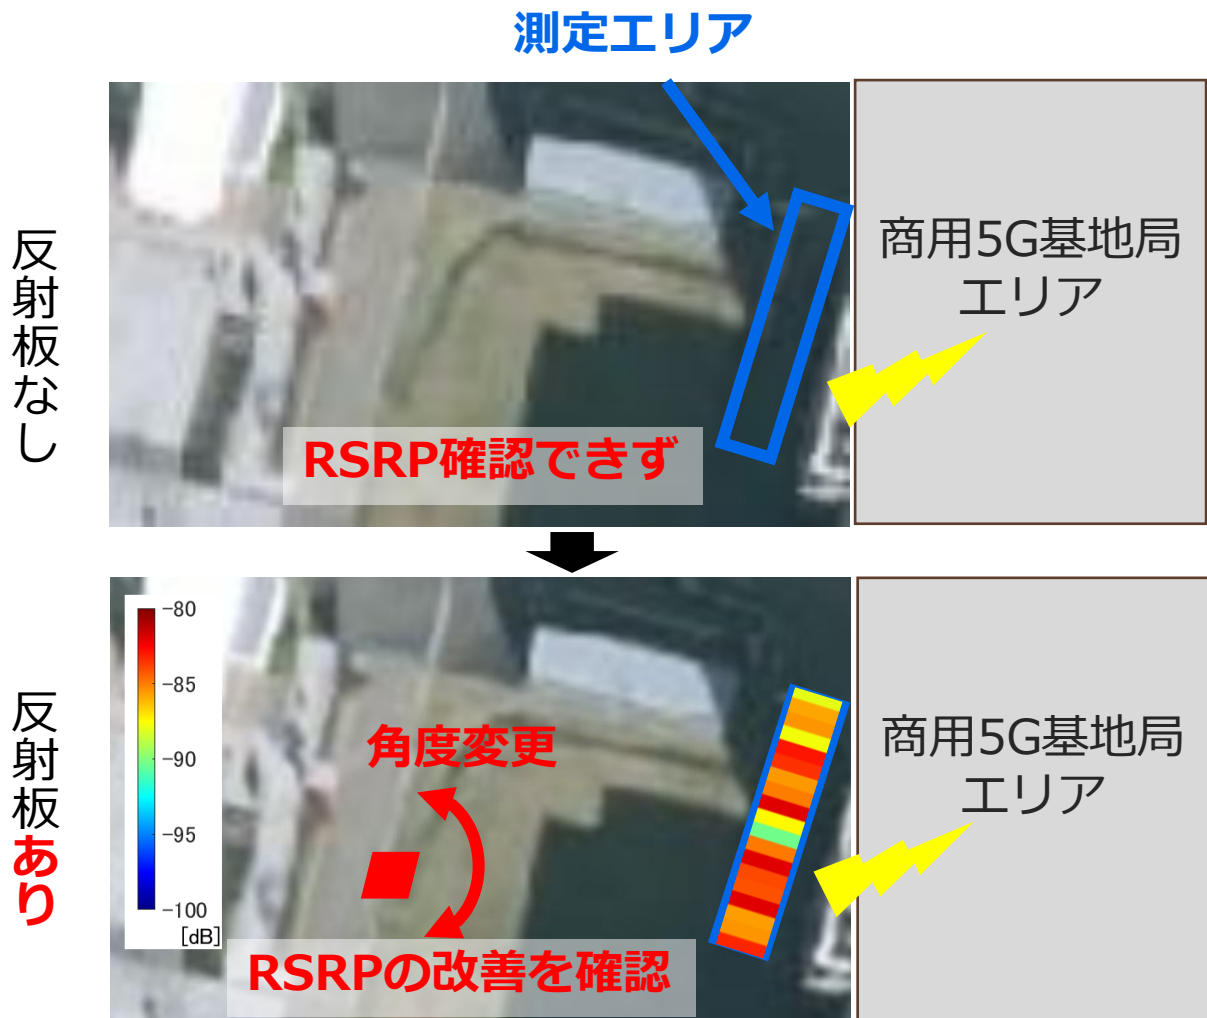 測定エリア
反射板なし
商用5G基地局
エリア
RSRP確認できず
反射板あり
-80
-85
-90
-95
-100
[dB]
角度変更
商用5G基地局
エリア
RSRPの改善を確認